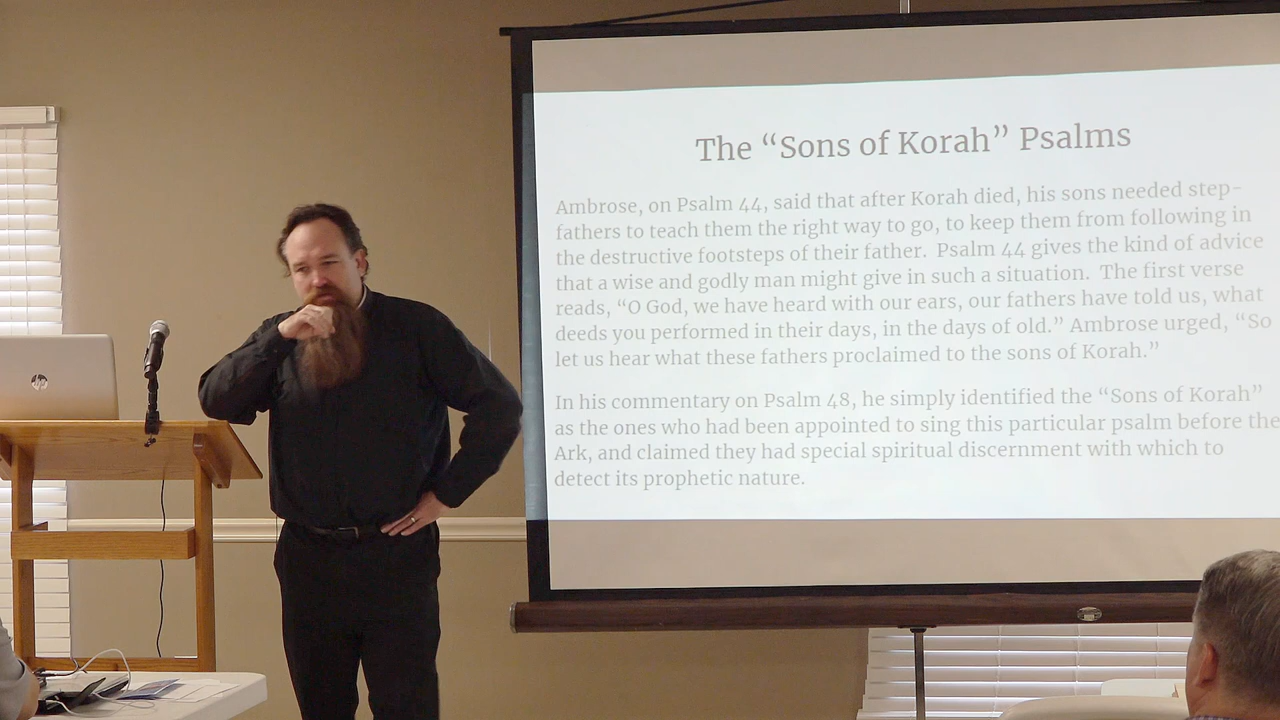 The “Sons of Korah” Psalms
Ambrose, on Psalm 44, said that after Korah died, his sons needed step-
fathers to teach them the right way to go, to keep them from following in
the destructive footsteps of their father.  Psalm 44 gives the kind of advice
that a wise and godly man might give in such a situation.  The first verse
reads, “O God, we have heard with our ears, our fathers have told us, what
deeds you performed in their days, in the days of old.” Ambrose urged, “So
let us hear what these fathers proclaimed to the sons of Korah.”
In his commentary on Psalm 48, he simply identified the “Sons of Korah”
as the ones who had been appointed to sing this particular psalm before the
Ark, and claimed they had special spiritual discernment with which to
detect its prophetic nature.
hp